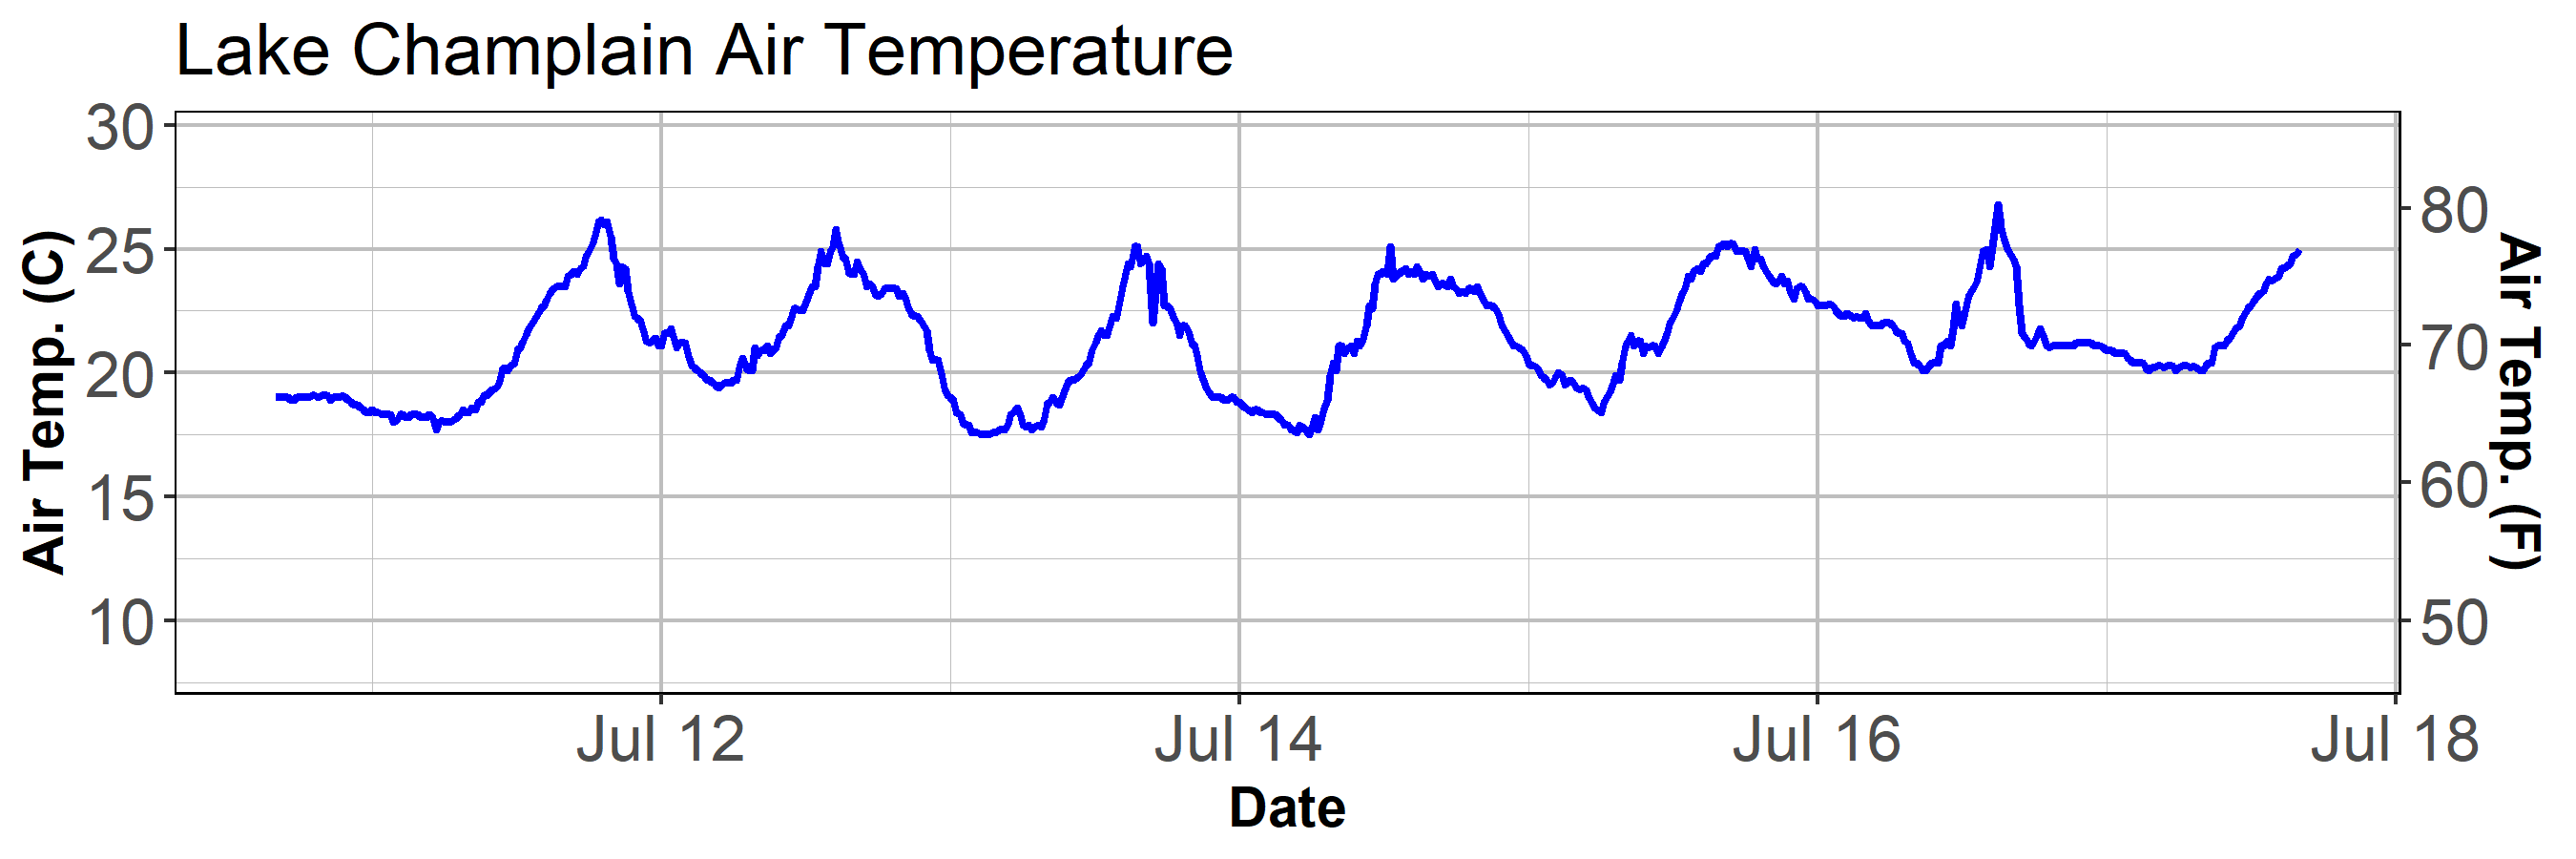 Lake Champlain Air Temperature
Air Temp. (C)
30
25
20
15
10
80
70
60
50
Air Temp. (F)
Jul 12
Jul 14
Jul 16
Jul 18
Date